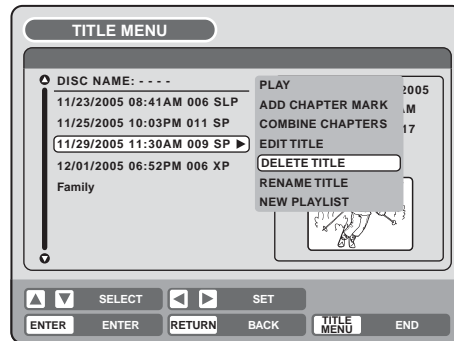 TITLE MENU
DISC NAME: - - - -
11/23/2005 08:41AM 006 SLP
11/25/2005 10:03PM 011 SP
11/29/2005 11:30AM 009 SP
12/01/2005 06:52PM 006 XP
Family
PLAY
ADD CHAPTER MARK
COMBINE CHAPTERS
EDIT TITLE
DELETE TITLE
RENAME TITLE
NEW PLAYLIST
2005
M
17
SELECT SET
ENTER ENTER RETURN BACK TITLE MENU END